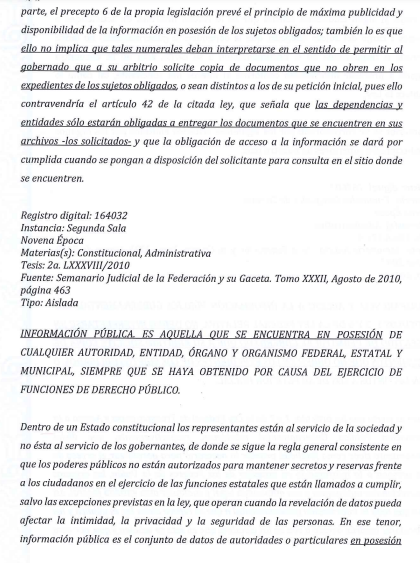 parte, el precepto 6 de la propia legislación prevé el principio de máxima publicidad y
disponibilidad de la información en posesión de los sujetos obligados; también lo es que
ello no implica que tales numerales deban interpretarse en el sentido de permitir al
gobernado que a su arbitrio solicite copia de documentos que no obren en los
expedientes de los sujetos obligados, o sean distintos a los de su petición inicial, pues ello
contravendría el artículo 42 de la citada ley, que señala que las dependencias y
entidades sólo estarán obligadas a entregar los documentos que se encuentren en sus
archivos -los solicitados- y que la obligación de acceso a la información se dará por
cumplida cuando se pongan a disposición del solicitante para consulta en el sitio donde
se encuentren.
Registro digital: 164032
Instancia: Segunda Sala
Novena Época
Materias(s): Constitucional, Administrativa
Tesis: 2a. LXXXVIII/2010
Fuente: Semanario Judicial de la Federación y su Gaceta. Tomo XXXII, Agosto de 2010,
página 463
Tipo: Aislada
INFORMACIÓN PÚBLICA. ES AQUELLA QUE SE ENCUENTRA EN POSESIÓN DE
CUALQUIER AUTORIDAD, ENTIDAD, ÓRGANO Y ORGANISMO FEDERAL, ESTATAL Y
MUNICIPAL, SIEMPRE QUE SE HAYA OBTENIDO POR CAUSA DEL EJERCICIO DE
FUNCIONES DE DERECHO PÚBLICO.
Dentro de un Estado constitucional los representantes están al servicio de la sociedad y
no ésta al servicio de los gobernantes, de donde se sigue la regla general consistente en
que los poderes públicos no están autorizados para mantener secretos y reservas frente
a los ciudadanos en el ejercicio de las funciones estatales que están llamados a cumplir,
salvo las excepciones previstas en la ley, que operan cuando la revelación de datos pueda
afectar la intimidad, la privacidad y la seguridad de las personas. En ese tenor,
información pública es el conjunto de datos de autoridades o particulares en posesión